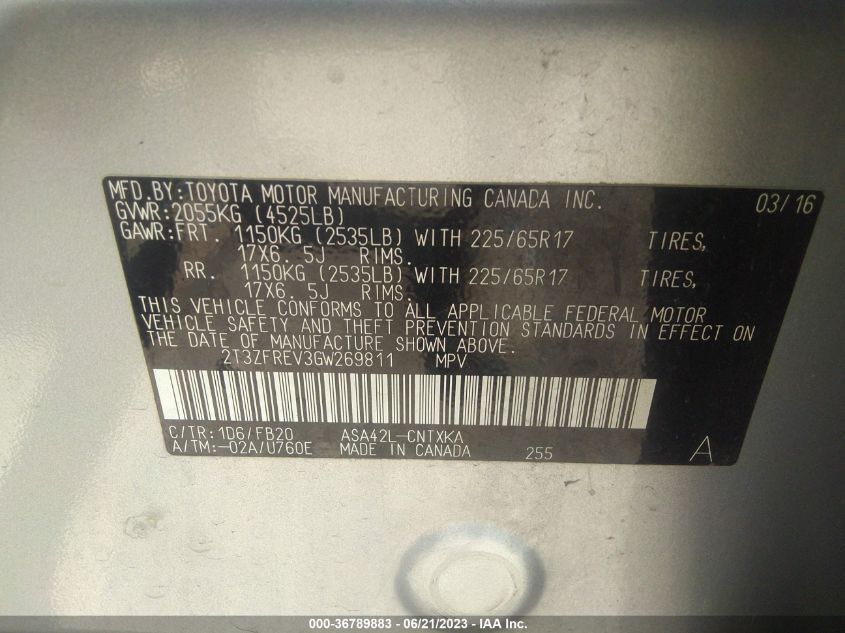 MFD.BY:TOYOTA MOTOR MANUFACTURING CANADA INC. 03/16
GVWR:2055KG (4525LB)
GAWR:FRT. 1150KG (2535LB) WITH 225/65R17 TIRES,
17X6.5J RIMS.
RR. 1150KG (2535LB) WITH 225/65R17 TIRES,
17X6.5J RIMS.
THIS VEHICLE CONFORMS TO ALL APPLICABLE FEDERAL MOTOR
VEHICLE SAFETY AND THEFT PREVENTION STANDARDS IN EFFECT ON
THE DATE OF MANUFACTURE SHOWN ABOVE.
2T3ZFREV3GW269811 MPV
C/TR:1D6/FB20 ASA42L-CNTXKA
A/TM:-02A/U760E MADE IN CANADA 255 A
000-36789883 - 06/21/2023 - IAA Inc.